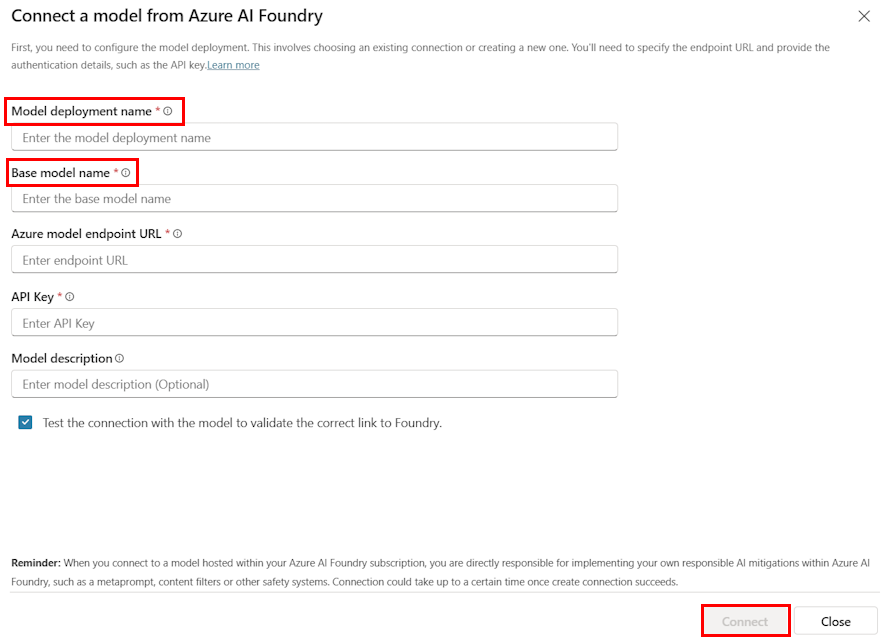 Connect a model from Azure AI Foundry
First, you need to configure the model deployment. This involves choosing an existing connection or creating a new one. You'll need to specify the endpoint URL and provide the
authentication details, such as the API key.Learn more
Model deployment name *
Enter the model deployment name
Base model name *
Enter the base model name
Azure model endpoint URL *
Enter endpoint URL
API Key *
Enter API Key
Model description
Enter model description (Optional)
Test the connection with the model to validate the correct link to Foundry.
Reminder: When you connect to a model hosted within your Azure AI Foundry subscription, you are directly responsible for implementing your own responsible AI mitigations within Azure AI
Foundry, such as a metaprompt, content filters or other safety systems. Connection could take up to a certain time once create connection succeeds.
Connect Close